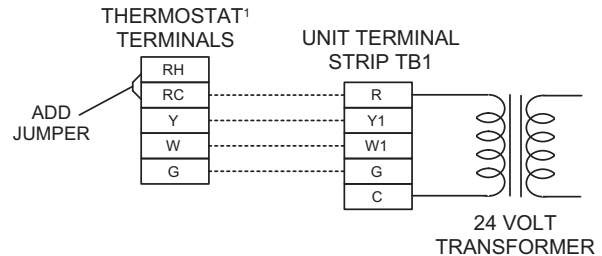 THERMOSTAT¹
TERMINALS
UNIT TERMINAL
STRIP TB1
RH
RC
Y
W
G
ADD
JUMPER
R
Y1
W1
G
C
24 VOLT
TRANSFORMER